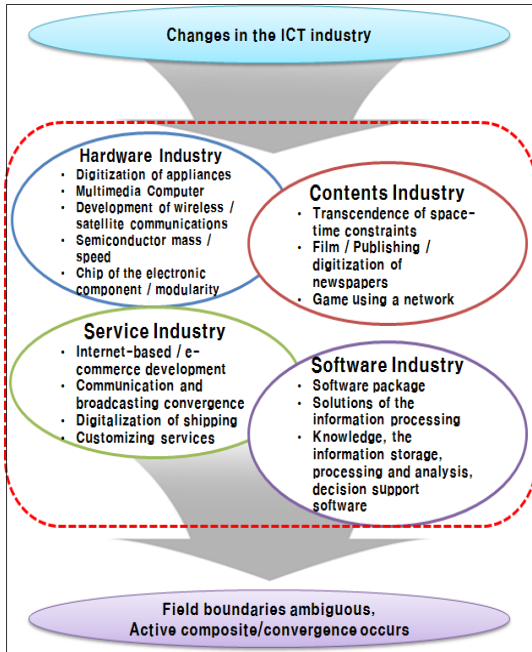 Changes in the ICT industry
Hardware Industry
• Digitization of appliances
• Multimedia Computer
• Development of wireless /
satellite communications
• Semiconductor mass /
speed
• Chip of the electronic
component / modularity
Contents Industry
• Transcendence of space-
time constraints
• Film / Publishing /
digitization of
newspapers
• Game using a network
Service Industry
• Internet-based / e-
commerce development
• Communication and
broadcasting convergence
• Digitalization of shipping
• Customizing services
Software Industry
• Software package
• Solutions of the
information processing
• Knowledge, the
information storage,
processing and analysis,
decision support
software
Field boundaries ambiguous,
Active composite/convergence occurs